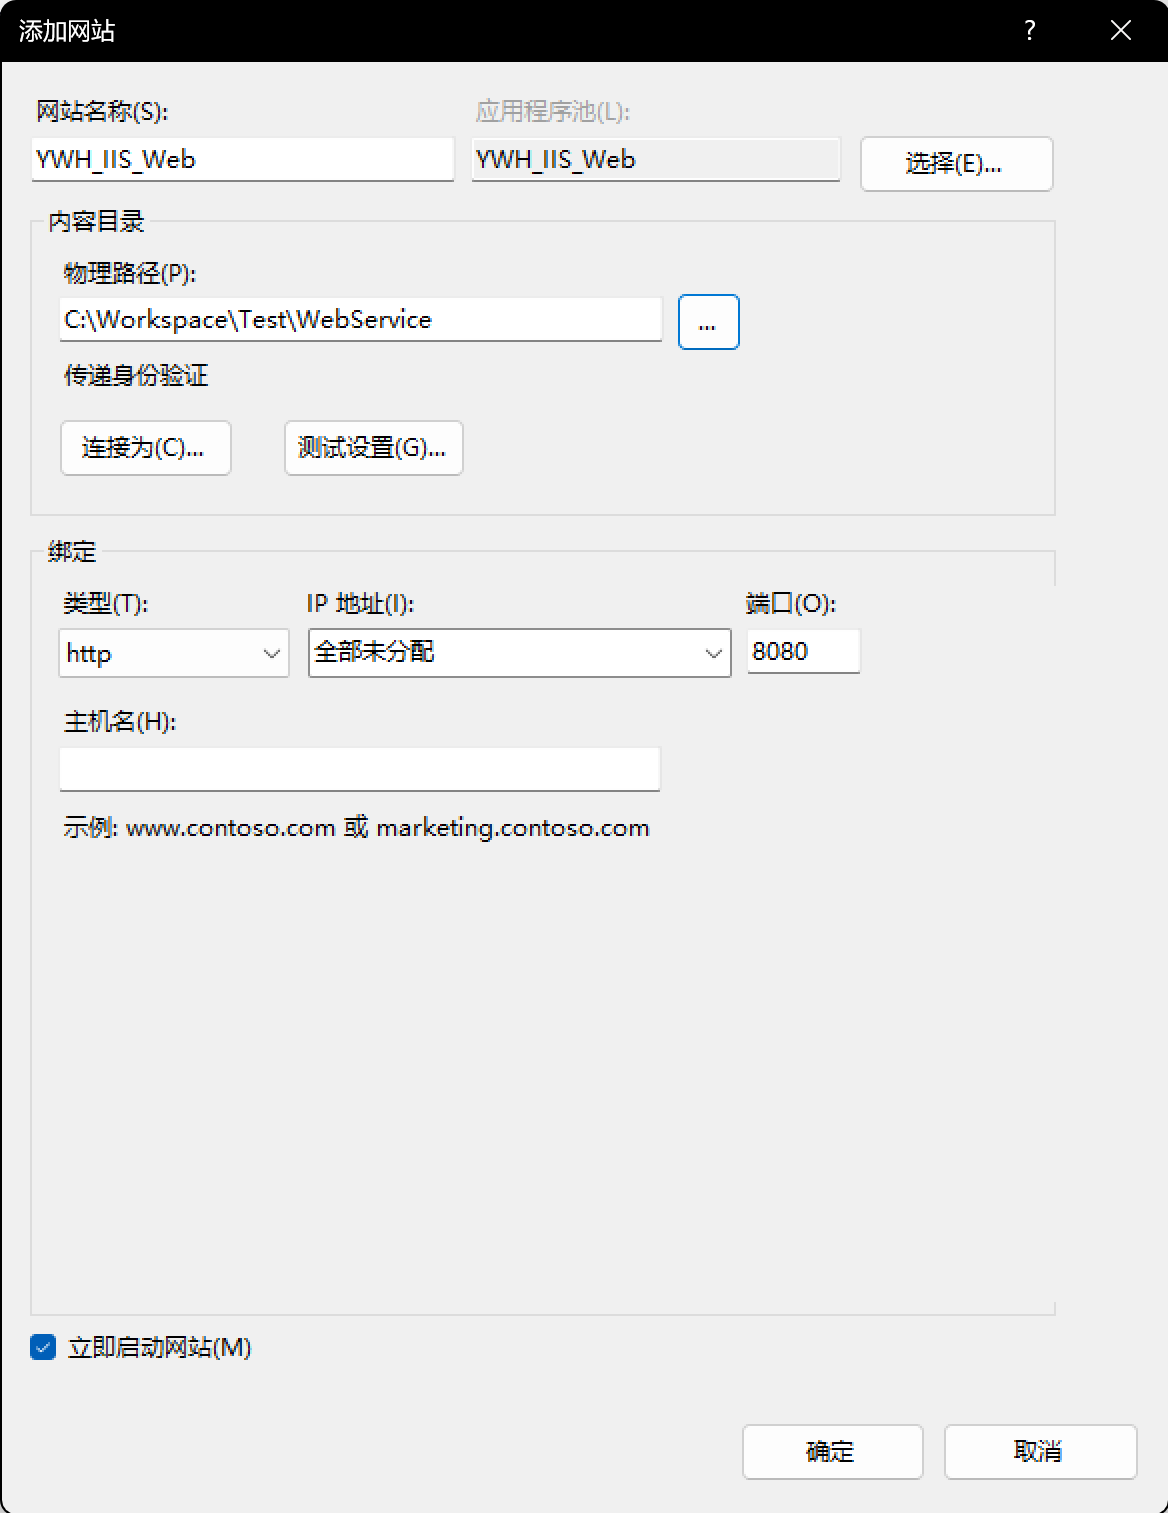 添加网站
?
网站名称(S):
应用程序池(L):
YWH_IIS_Web
YWH_IIS_Web
选择(E)...
内容目录
物理路径(P):
C:\Workspace\Test\WebService
...
传递身份验证
连接为(C)...
测试设置(G)...
绑定
类型(T):
IP 地址(I):
端口(O):
http
全部未分配
8080
主机名(H):
示例: www.contoso.com 或 marketing.contoso.com
立即启动网站(M)
确定
取消